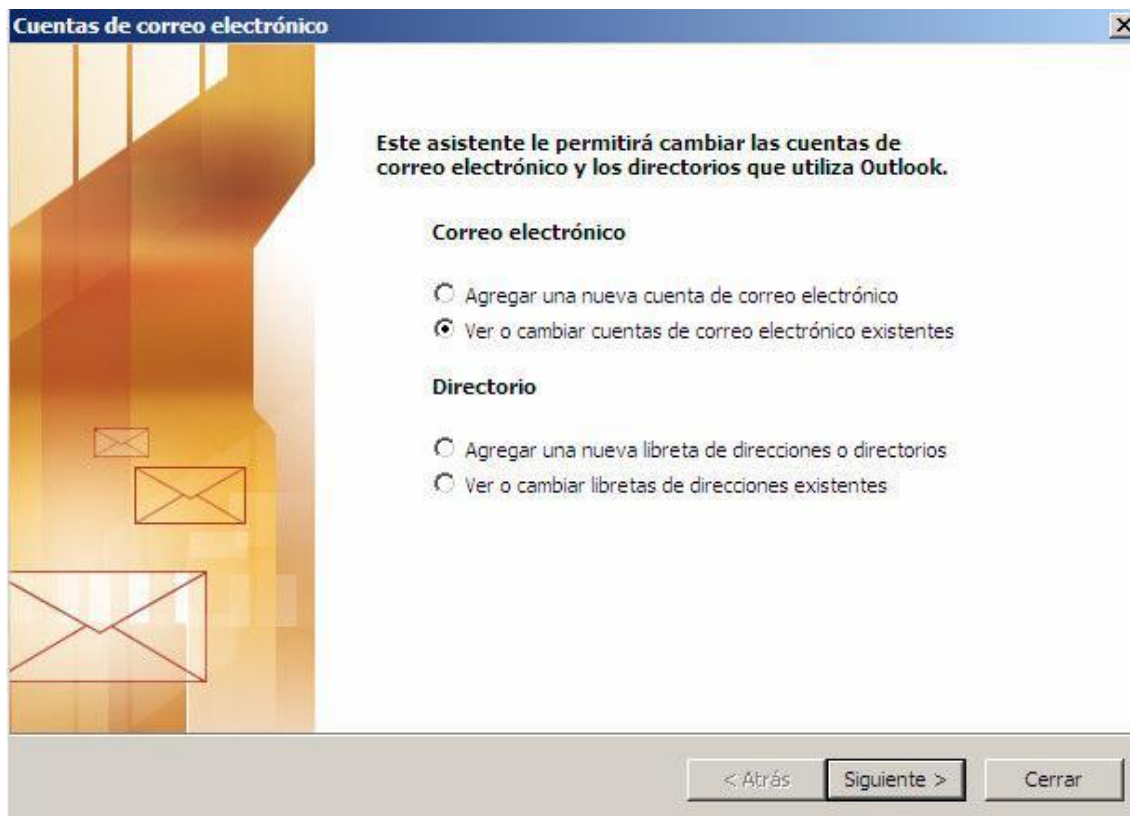 Cuentas de correo electrónico
Este asistente le permitirá cambiar las cuentas de
correo electrónico y los directorios que utiliza Outlook.
Correo electrónico
Agregar una nueva cuenta de correo electrónico
Ver o cambiar cuentas de correo electrónico existentes
Directorio
Agregar una nueva libreta de direcciones o directorios
Ver o cambiar libretas de direcciones existentes
< Atrás
Siguiente >
Cerrar